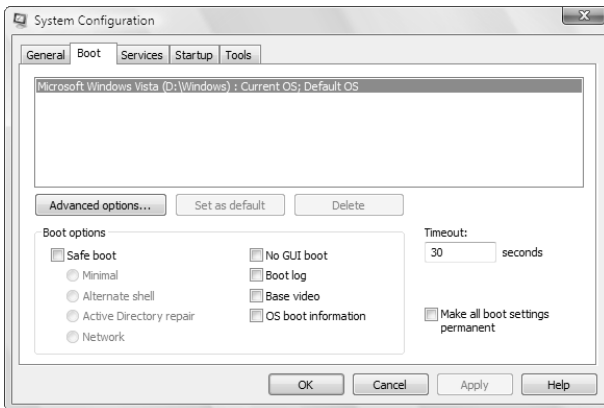 System Configuration
General Boot Services Startup Tools
Microsoft Windows Vista (D:\Windows) : Current OS; Default OS
Advanced options... Set as default Delete
Boot options
Timeout:
Safe boot No GUI boot 30 seconds
Minimal Boot log
Alternate shell Base video
Active Directory repair OS boot information Make all boot settings
permanent
Network
OK Cancel Apply Help